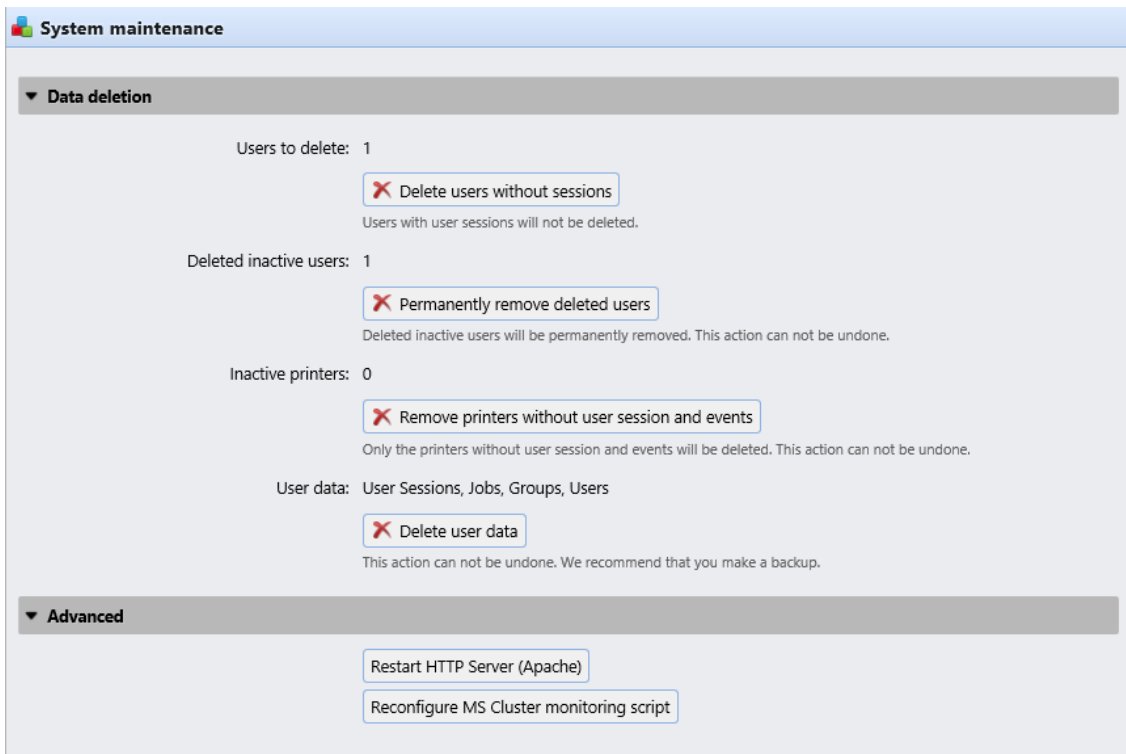 System maintenance
Data deletion
Users to delete: 1
Delete users without sessions
Users with user sessions will not be deleted.
Deleted inactive users: 1
Permanently remove deleted users
Deleted inactive users will be permanently removed. This action can not be undone.
Inactive printers: 0
Remove printers without user session and events
Only the printers without user session and events will be deleted. This action can not be undone.
User data: User Sessions, Jobs, Groups, Users
Delete user data
This action can not be undone. We recommend that you make a backup.
Advanced
Restart HTTP Server (Apache)
Reconfigure MS Cluster monitoring script